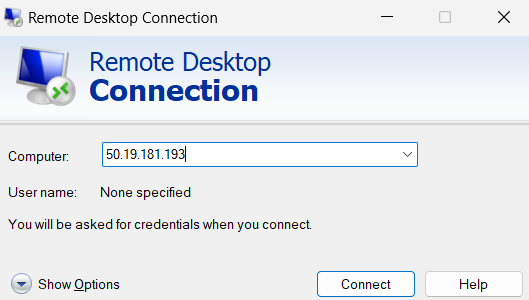 Remote Desktop Connection
Remote Desktop
Connection
Computer: 50.19.181.193
User name: None specified
You will be asked for credentials when you connect.
Show Options Connect Help